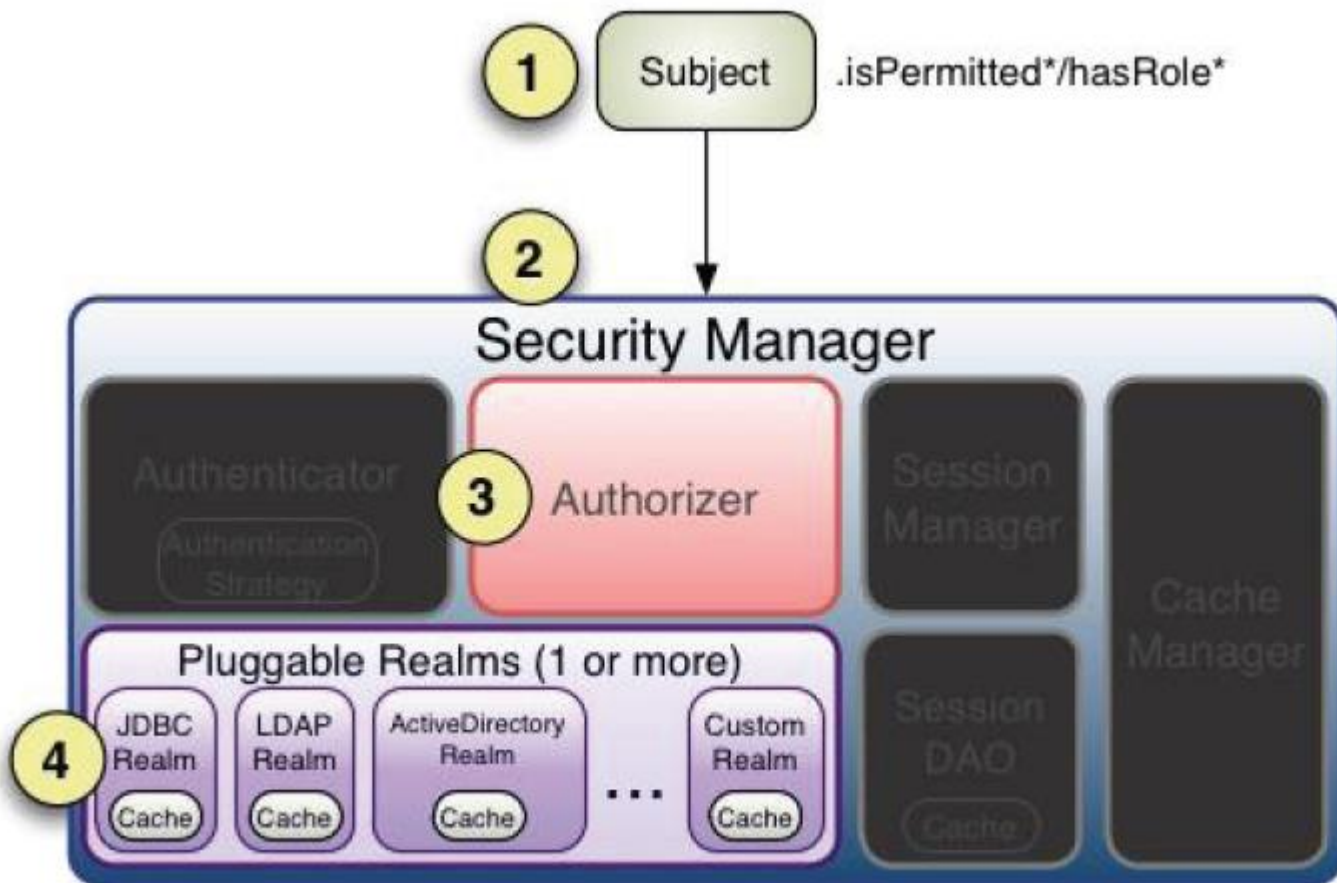 1
Subject
.isPermitted*/hasRole*
2
Security Manager
Authenticator
Authentication
Strategy
3
Authorizer
Session
Manager
Cache
Manager
Pluggable Realms (1 or more)
4
JDBC
Realm
Cache
LDAP
Realm
Cache
ActiveDirectory
Realm
Cache
...
Custom
Realm
Cache
Session
DAO
Cache